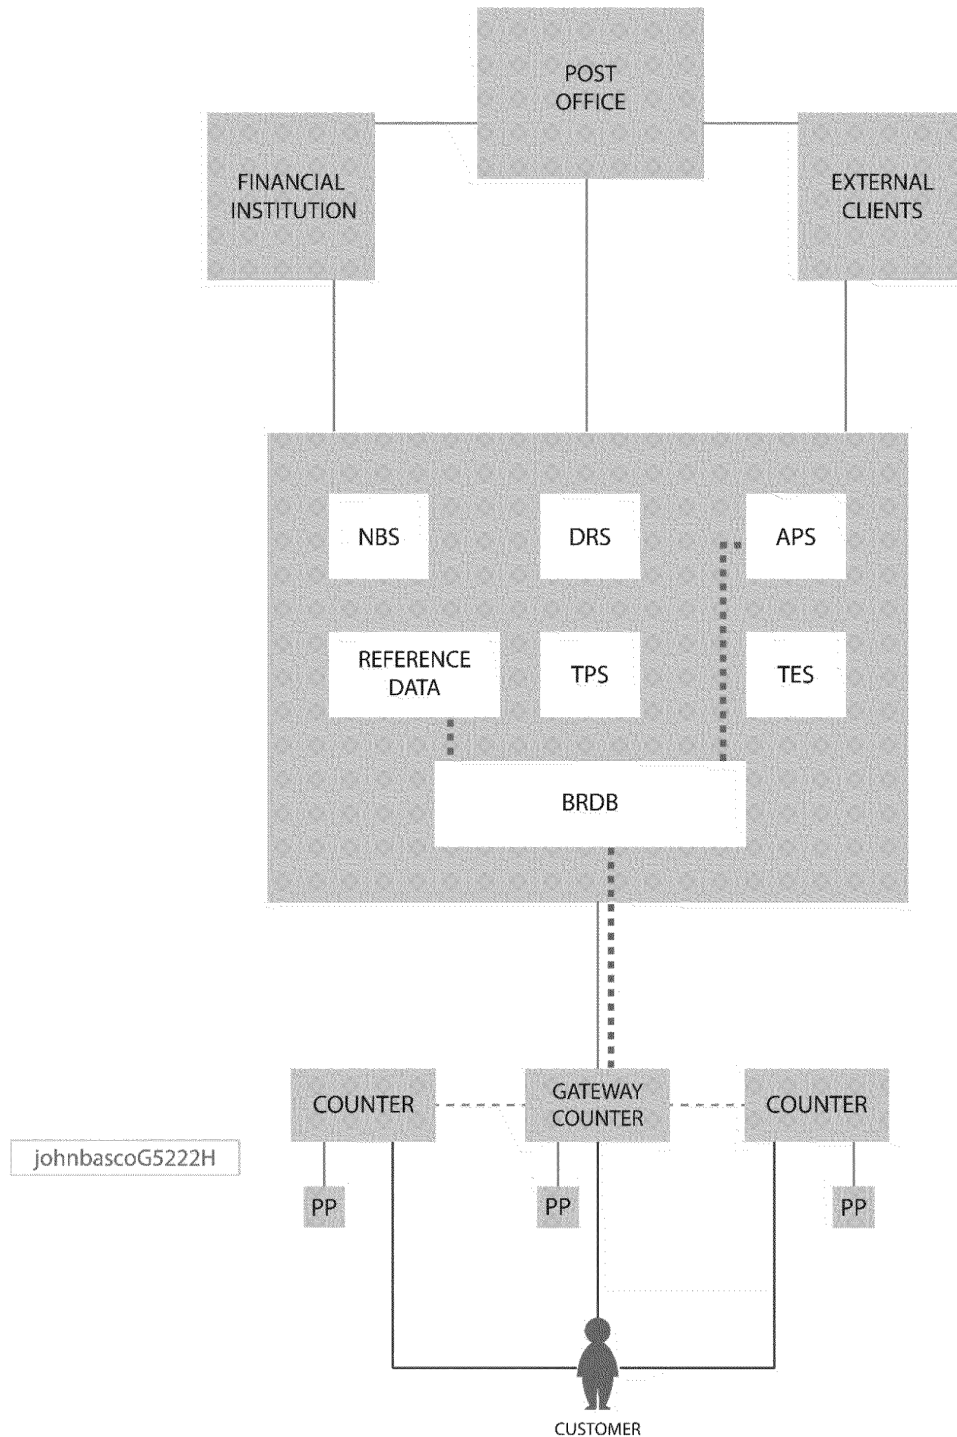 POST
OFFICE
FINANCIAL
INSTITUTION
EXTERNAL
CLIENTS
NBS
DRS
APS
REFERENCE
DATA
TPS
TES
BRDB
COUNTER
GATEWAY
COUNTER
COUNTER
johnbascoG5222H
PP
PP
PP
CUSTOMER